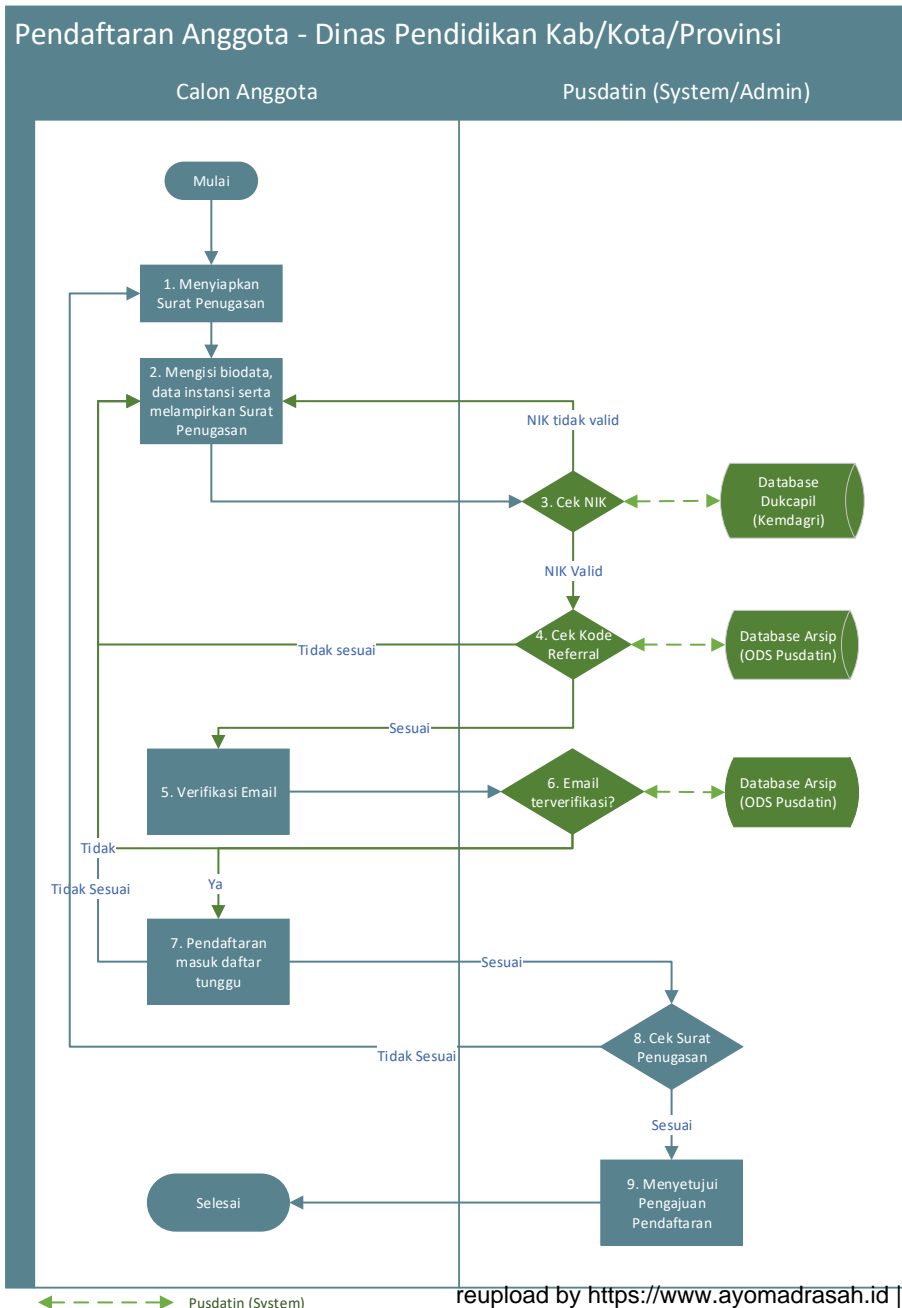 Pendaftaran Anggota - Dinas Pendidikan Kab/Kota/Provinsi
Calon Anggota
Pusdatin (System/Admin)
Mulai
1. Menyiapkan
Surat Penugasan
2. Mengisi biodata,
data instansi serta
melampirkan Surat
Penugasan
NIK tidak valid
3. Cek NIK
Database
Dukcapil
(Kemdagri)
NIK Valid
4. Cek Kode
Referral
Database Arsip
(ODS Pusdatin)
Tidak sesuai
Sesuai
5. Verifikasi Email
6. Email
terverifikasi?
Database Arsip
(ODS Pusdatin)
Tidak
Tidak Sesuai
Ya
7. Pendaftaran
masuk daftar
tunggu
Sesuai
8. Cek Surat
Penugasan
Tidak Sesuai
Sesuai
9. Menyetujui
Pengajuan
Pendaftaran
Selesai
Pusdatin (System)
reupload by https://www.ayomadrasah.id |